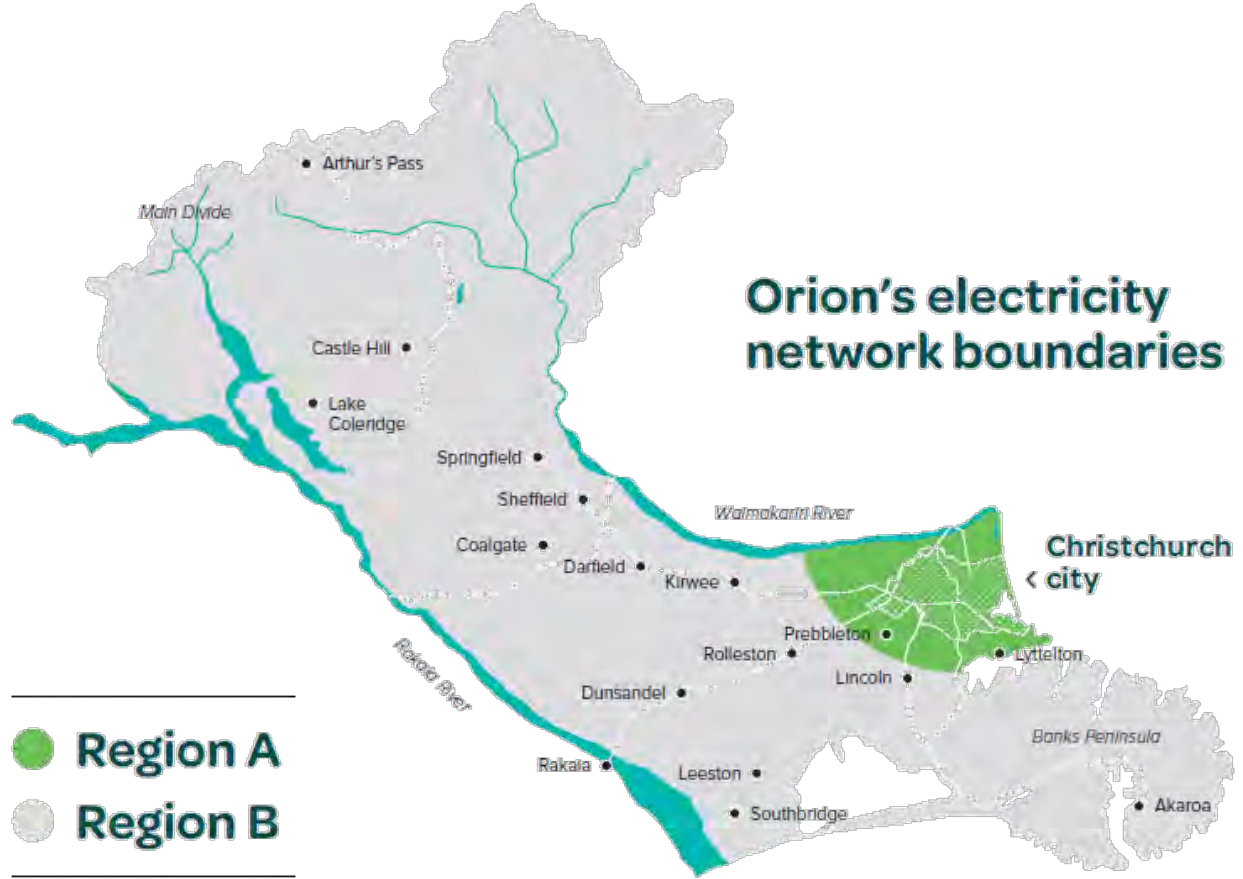 Arthur's Pass
Main Divide
Orion's electricity
network boundaries
Castle Hill
Lake
Coleridge
Springfield
Sheffield
Waimakariri River
Coalgate
Christchurch
< city
Darfield
Kirwee
Prebbleton
Rolleston
Lyttelton
Lincoln
Rakaia River
Dunsandel
Region A
Banks Peninsula
Rakaia
Leeston
Akaroa
Southbridge
Region B